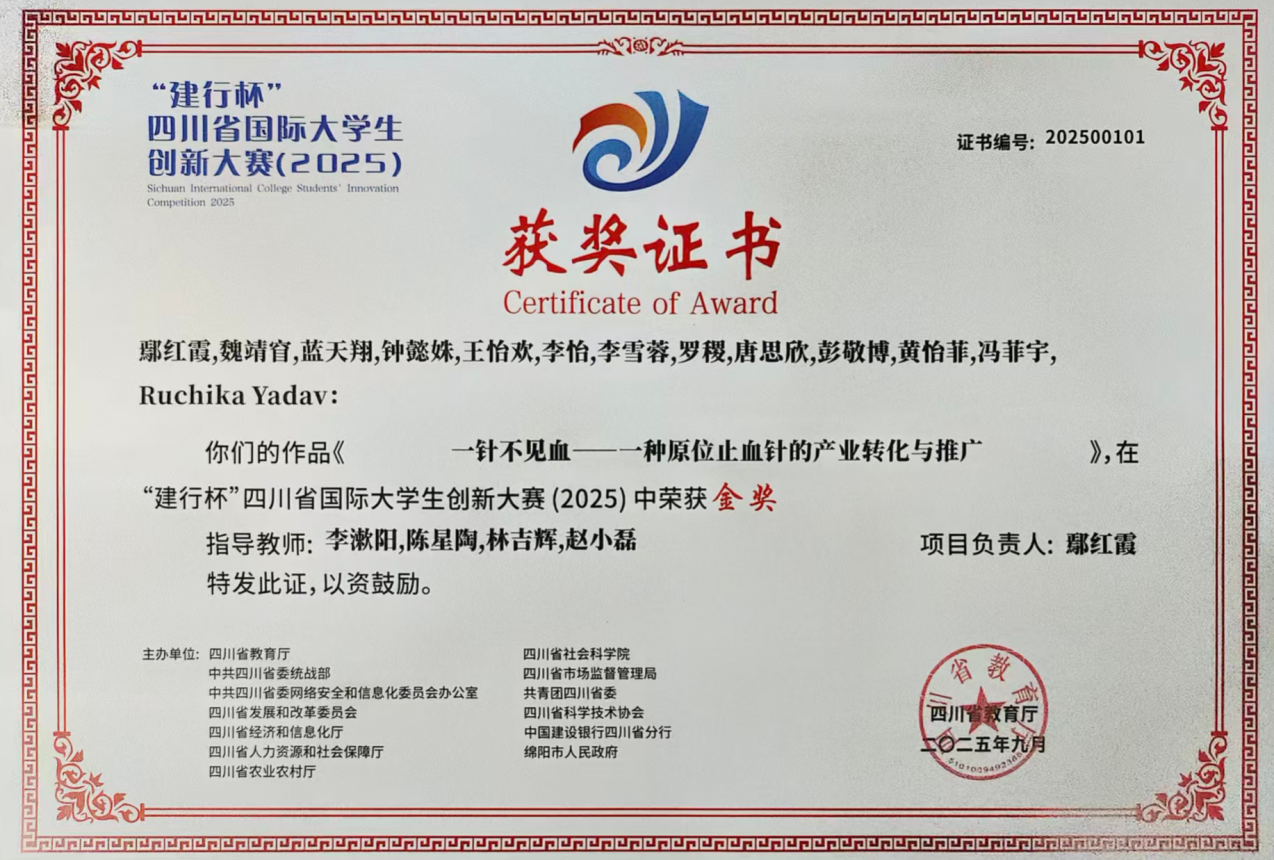 “建行杯”
四川省国际大学生
创新大赛(2025)
Sichuan International College Students' Innovation
Competition 2025
证书编号: 202500101
获奖证书
Certificate of Award
鄢红霞,魏靖官,蓝天翔,钟懿姝,王怡欢,李怡,李雪蓉,罗稷,唐思欣,彭敬博,黄怡菲,冯菲宇,
Ruchika Yadav:
你们的作品《 一针不见血——一种原位止血针的产业转化与推广 》,在
“建行杯”四川省国际大学生创新大赛(2025)中荣获金奖
指导教师: 李漱阳,陈星陶,林吉辉,赵小磊
项目负责人: 鄢红霞
特发此证,以资鼓励。
主办单位: 四川省教育厅
中共四川省委统战部
中共四川省委网络安全和信息化委员会办公室
四川省发展和改革委员会
四川省经济和信息化厅
四川省人力资源和社会保障厅
四川省农业农村厅
四川省社会科学院
四川省市场监督管理局
共青团四川省委
四川省科学技术协会
中国建设银行四川省分行
绵阳市人民政府
四川省教育厅
四川省教育厅
二〇二五年九月